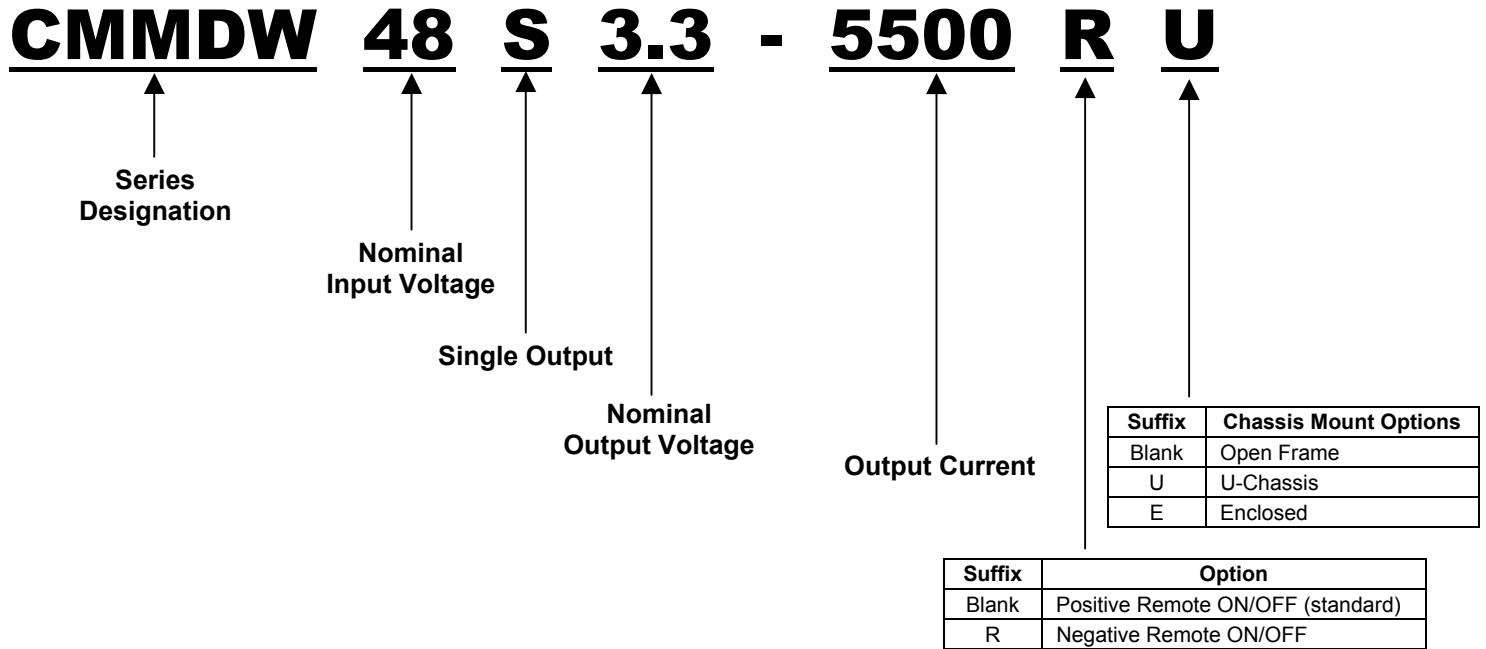 CMMDW 48 S 3.3 - 5500 R U
Series
Designation
Nominal
Input Voltage
Single Output
Nominal
Output Voltage
Output Current
Suffix Chassis Mount Options
Blank Open Frame
U U-Chassis
E Enclosed
Suffix Option
Blank Positive Remote ON/OFF (standard)
R Negative Remote ON/OFF